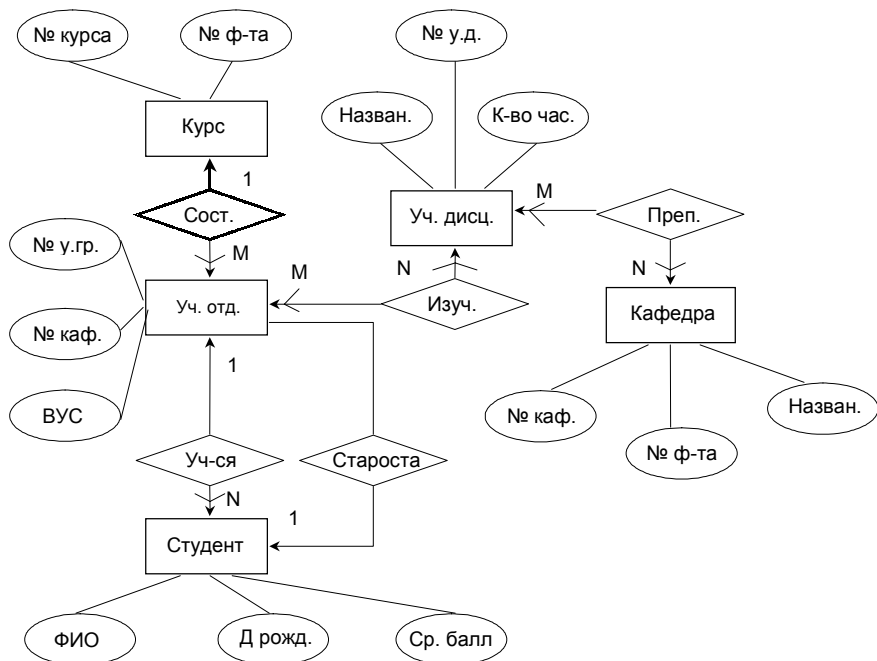 № курса
№ ф-та
№ у.д.
Назван.
К-во час.
Курс
1
М
Сост.
Уч. дисц.
Преп.
№ у.гр.
М
М
N
N
Уч. отд.
Изуч.
Кафедра
№ каф.
1
ВУС
№ каф.
Назван.
№ ф-та
Уч-ся
Староста
N
1
Студент
ФИО
Д рожд.
Ср. балл